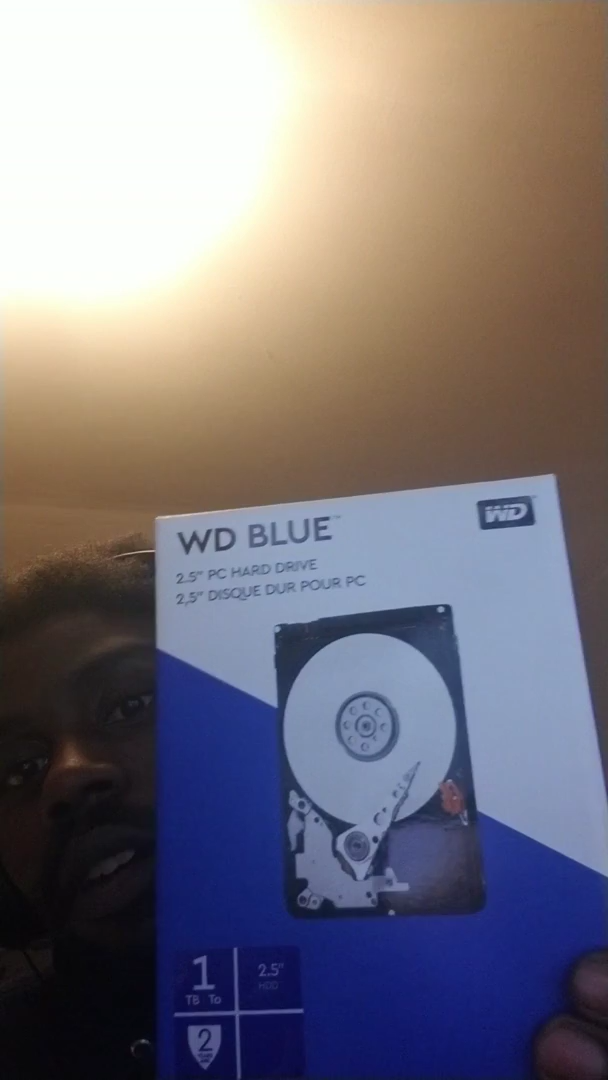 WD BLUE™
WD
2.5" PC HARD DRIVE
2,5" DISQUE DUR POUR PC
1
TB To
2.5"
HDD
2